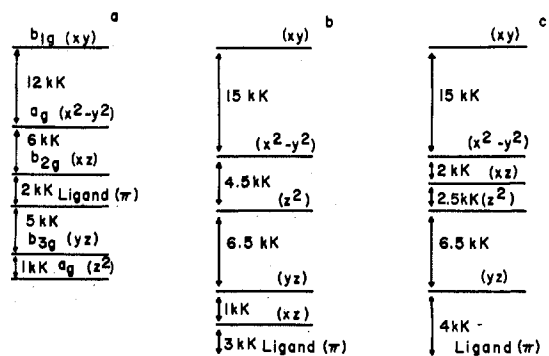 a
b₁g (xy)
12 kK
a_g (x²-y²)
6 kK
b₂g (xz)
2 kK Ligand (π)
5 kK
b₃g (yz)
1 kK a_g (z²)
b
(xy)
15 kK
(x²-y²)
4.5 kK
(z²)
6.5 kK
(yz)
1 kK (xz)
3 kK Ligand (π)
c
(xy)
15 kK
(x²-y²)
2 kK (xz)
2.5 kK (z²)
6.5 kK
(yz)
4 kK -
Ligand (π)